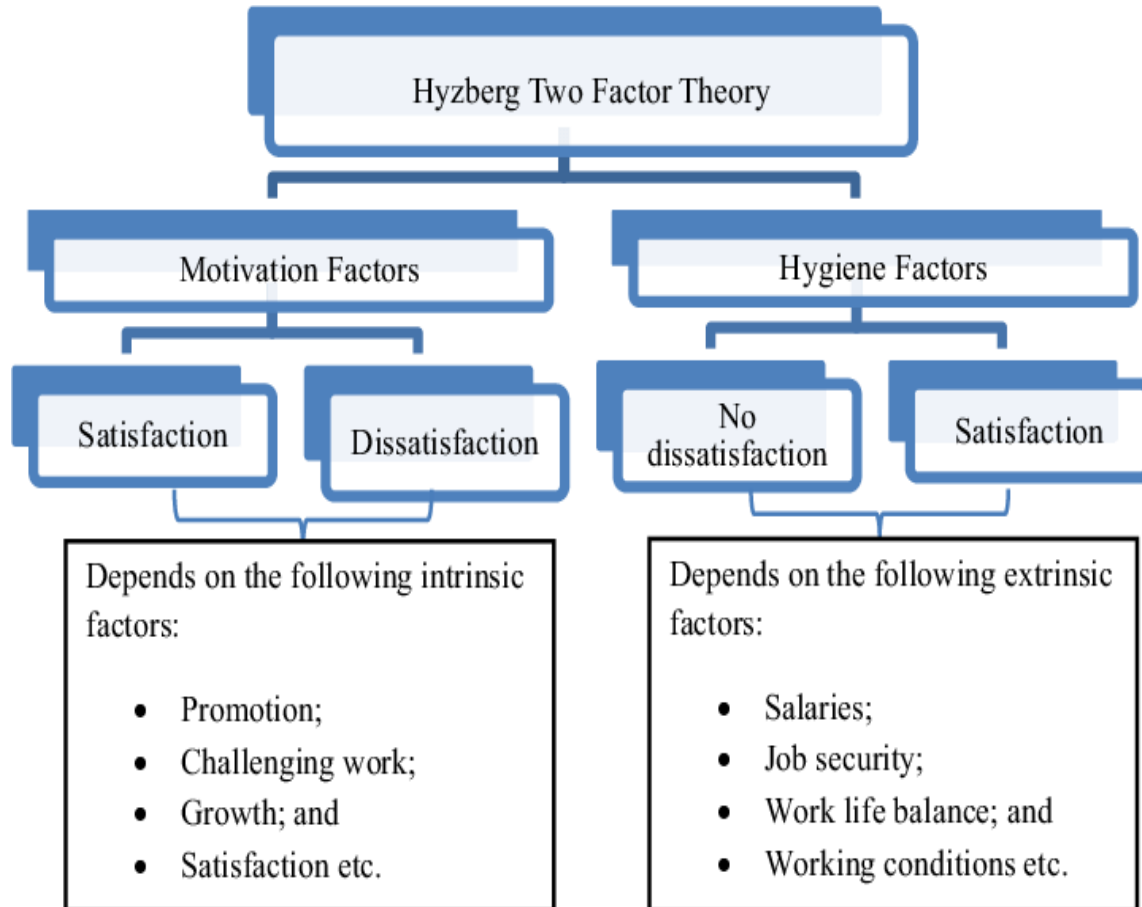 Hyzberg Two Factor Theory
Motivation Factors
Hygiene Factors
Satisfaction
Dissatisfaction
No
dissatisfaction
Satisfaction
Depends on the following intrinsic
factors:
• Promotion;
• Challenging work;
• Growth; and
• Satisfaction etc.
Depends on the following extrinsic
factors:
• Salaries;
• Job security;
• Work life balance; and
• Working conditions etc.